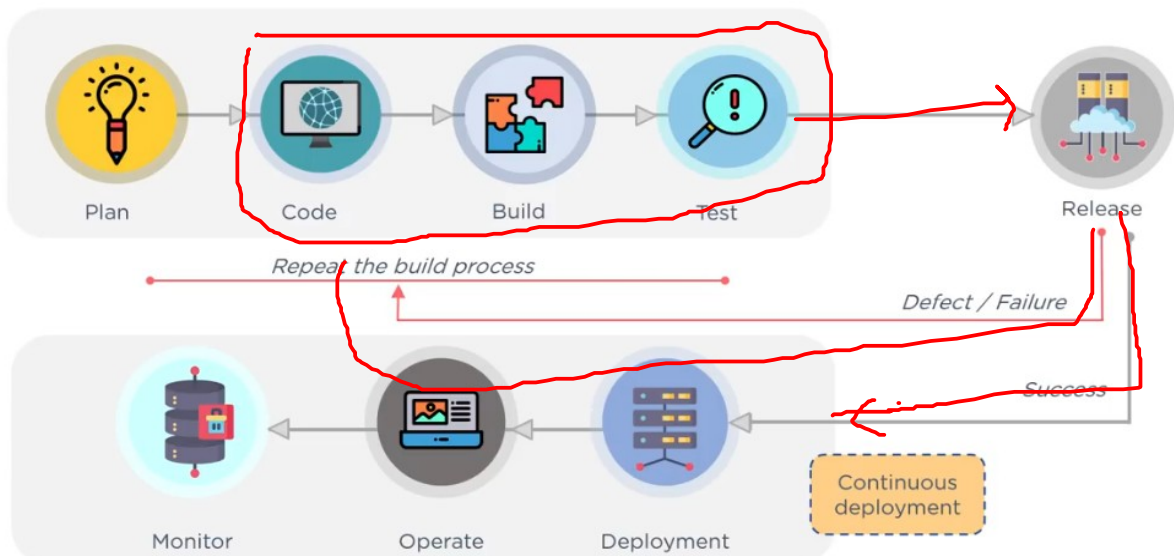 Plan
Code
Build
Test
Release
Repeat the build process
Defect / Failure
Success
Continuous
deployment
Monitor
Operate
Deployment